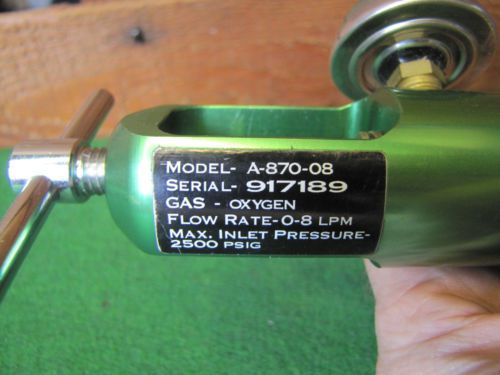 MODEL- A-870-08
SERIAL- 917189
GAS - OXYGEN
FLOW RATE-0-8 LPM
MAX. INLET PRESSURE-
2500 PSIG